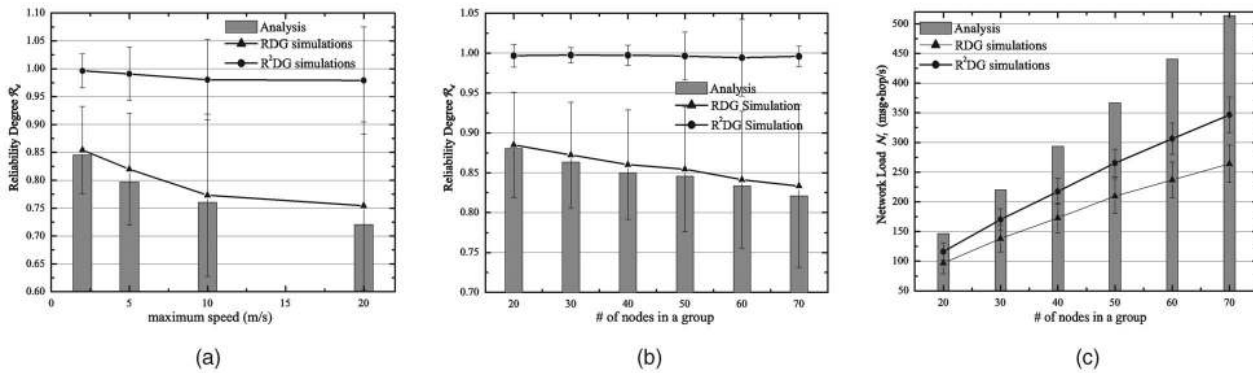 Analysis
RDG simulations
R²DG simulations
Reliability Degree 𝓡d
1.10
1.05
1.00
0.95
0.90
0.85
0.80
0.75
0.70
0.65
0.60
5
10
15
20
maximum speed (m/s)
(a)
Analysis
RDG Simulation
R²DG Simulation
Reliability Degree 𝓡d
1.05
1.00
0.95
0.90
0.85
0.80
0.75
0.70
20
30
40
50
60
70
# of nodes in a group
(b)
Analysis
RDG simulations
R²DG simulations
(msg•hop/s)
Network Load
500
450
400
350
300
250
200
150
100
50
20
30
40
50
60
70
# of nodes in a group
(c)